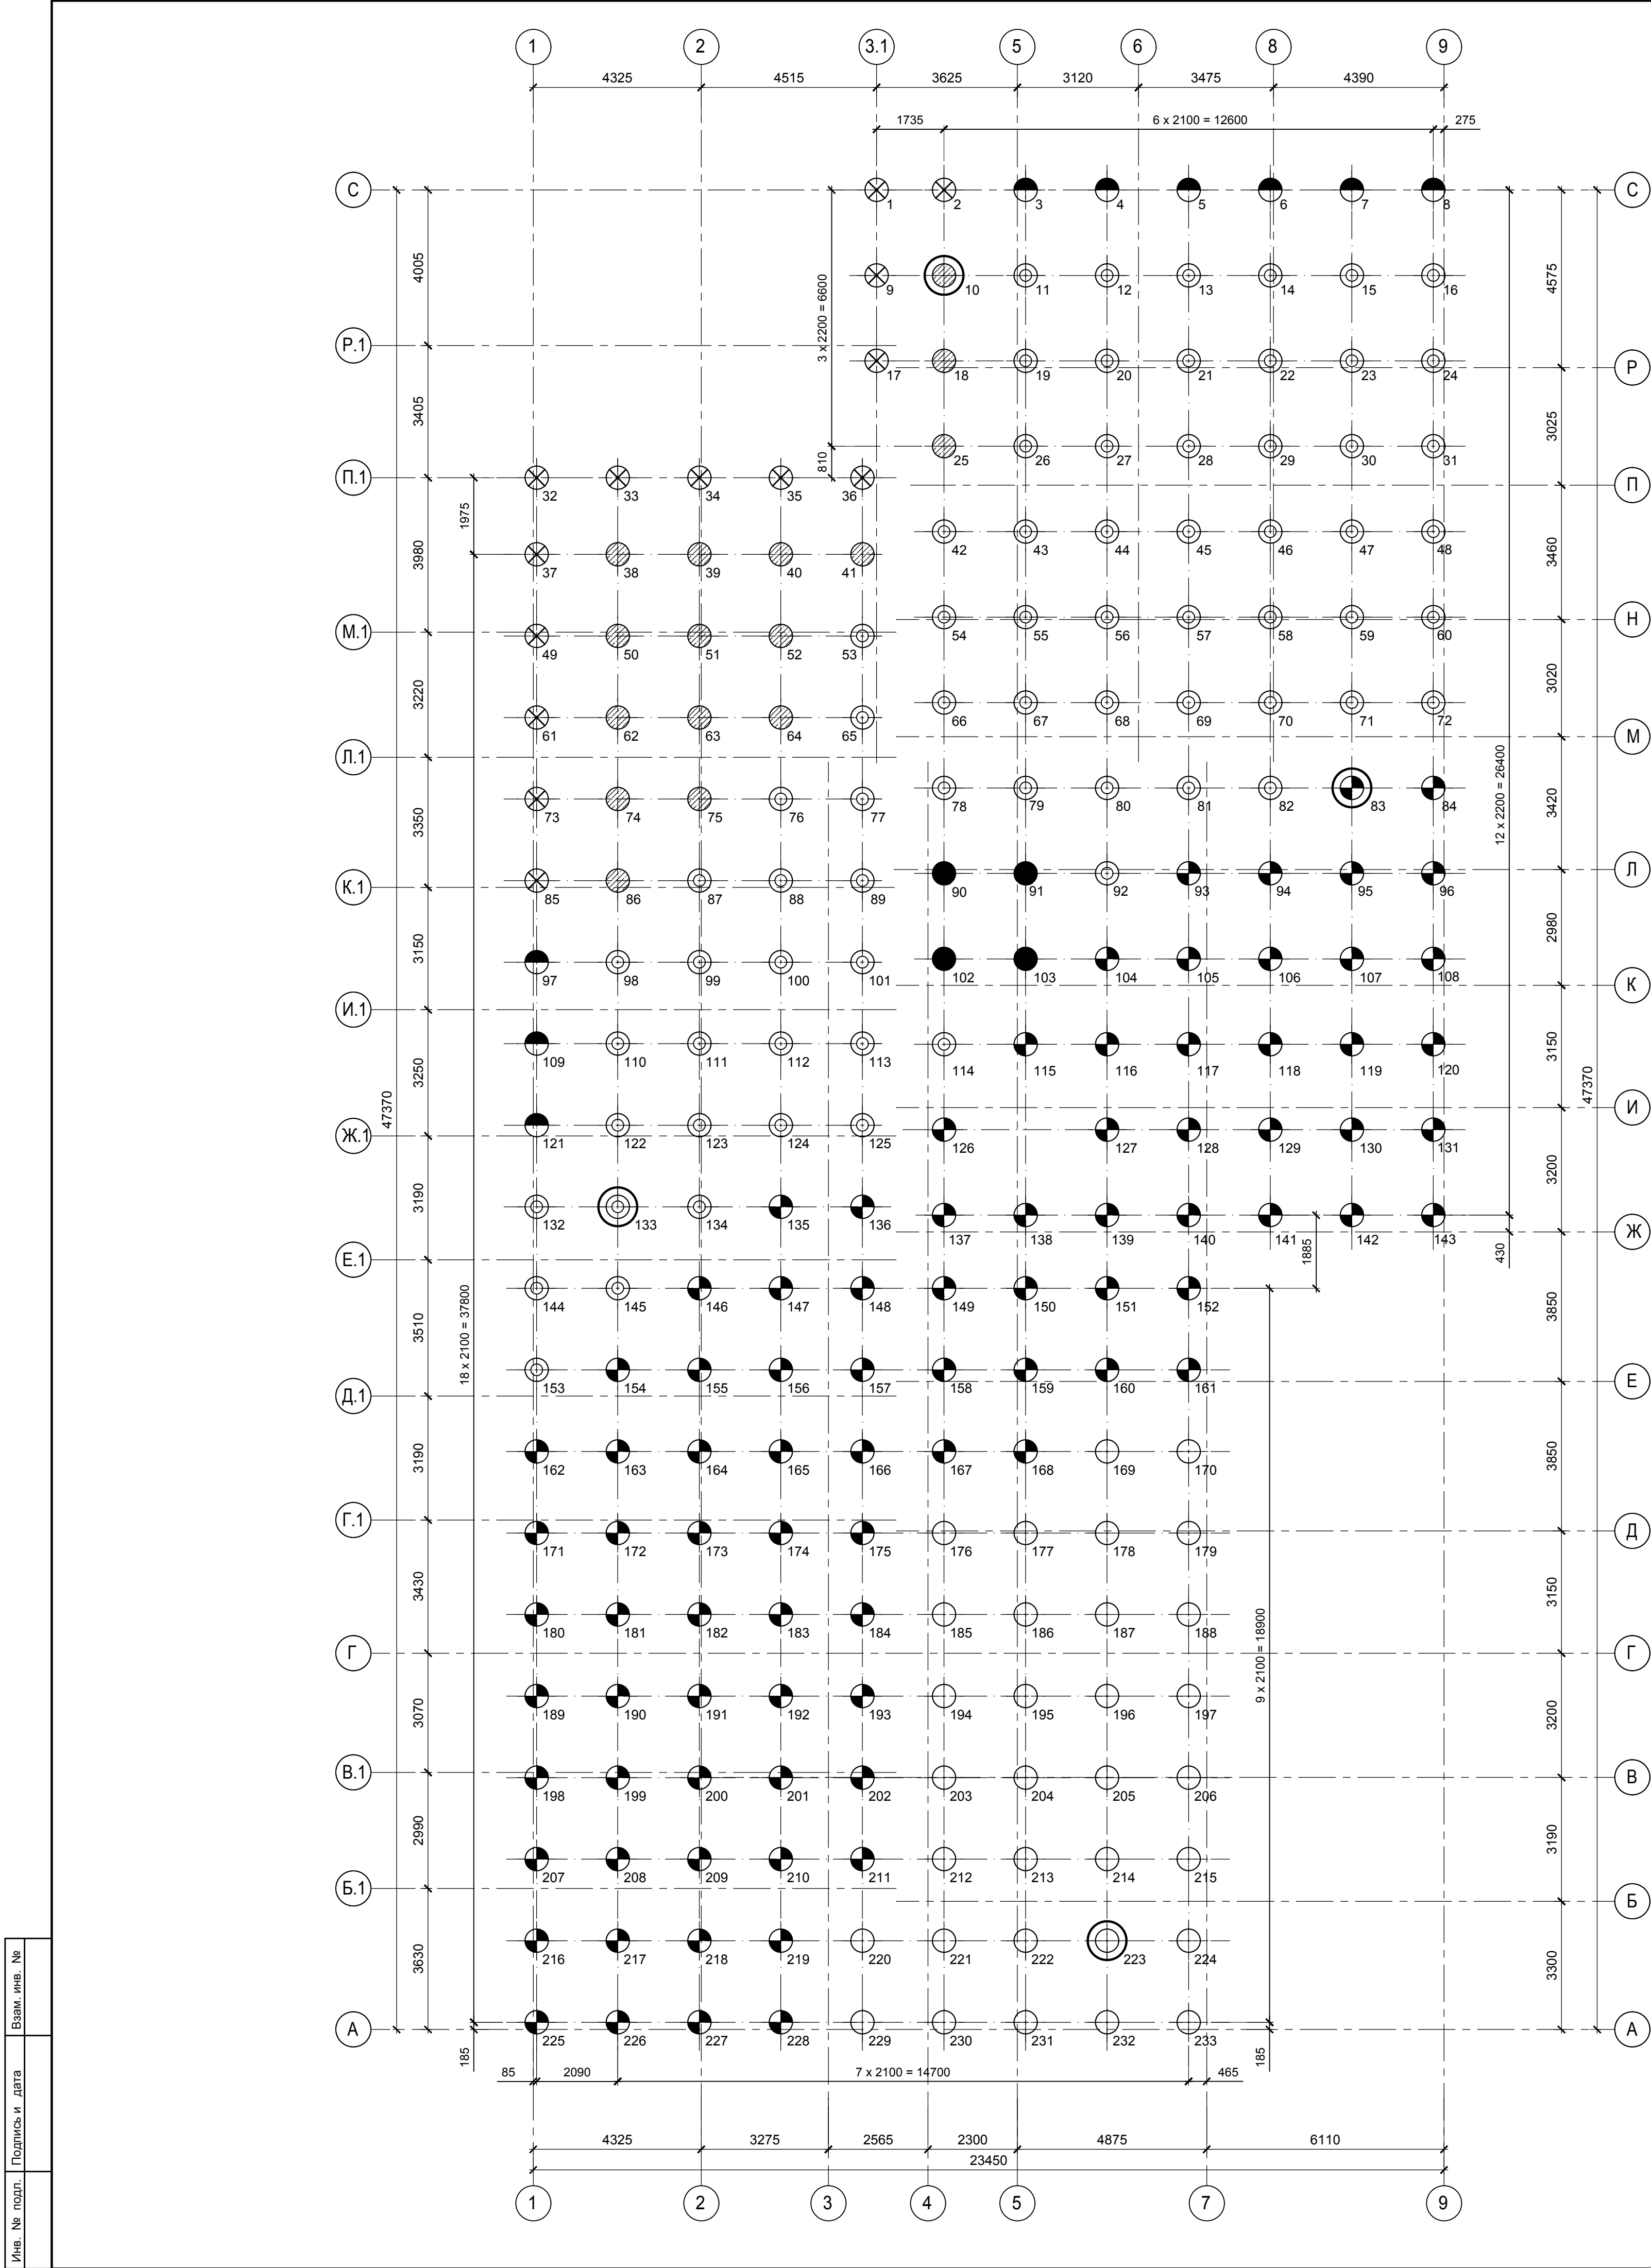 1 2 3.1 5 6 8 9
4325 4515 3625 3120 3475 4390
1735 6 x 2100 = 12600 275
С 1 2 3 4 5 6 7 8 С
4005 3 x 2200 = 6600 4575
9 10 11 12 13 14 15 16
Р.1
17 18 19 20 21 22 23 24 Р
3405 810 3025
25 26 27 28 29 30 31
П.1 32 33 34 35 36 П
1975
42 43 44 45 46 47 48
3980 3460
37 38 39 40 41
54 55 56 57 58 59 60 Н
М.1 49 50 51 52 53
3220 3020
66 67 68 69 70 71 72
61 62 63 64 65
М
Л.1
12 x 2200 = 26400
3350 3420
78 79 80 81 82 83 84
73 74 75 76 77
90 91 92 93 94 95 96 Л
К.1 85 86 87 88 89
3150 2980
97 98 99 100 101
102 103 104 105 106 107 108
К
И.1
3250 3150
109 110 111 112 113
114 115 116 117 118 119 120
47370 47370
И
Ж.1 121 122 123 124 125
126 127 128 129 130 131
3190 3200
132 133 134 135 136
137 138 139 140 141 142 143 Ж
1885 430
Е.1
18 x 2100 = 37800
3510 3850
144 145 146 147 148 149 150 151 152
153 154 155 156 157 158 159 160 161 Е
Д.1
3190 3850
162 163 164 165 166 167 168 169 170
Г.1 Д
171 172 173 174 175 176 177 178 179
3430 3150
180 181 182 183 184 185 186 187 188
Г 9 x 2100 = 18900 Г
3070 3200
189 190 191 192 193 194 195 196 197
В.1 В
198 199 200 201 202 203 204 205 206
2990 3190
207 208 209 210 211 212 213 214 215
Б.1 Б
3630 3300
216 217 218 219 220 221 222 223 224
А А
225 226 227 228 229 230 231 232 233
185 185
85 2090 7 x 2100 = 14700 465
4325 3275 2565 2300 4875 6110
23450
1 2 3 4 5 7 9
Взам. инв. №
Подпись и дата
Инв. № подл.